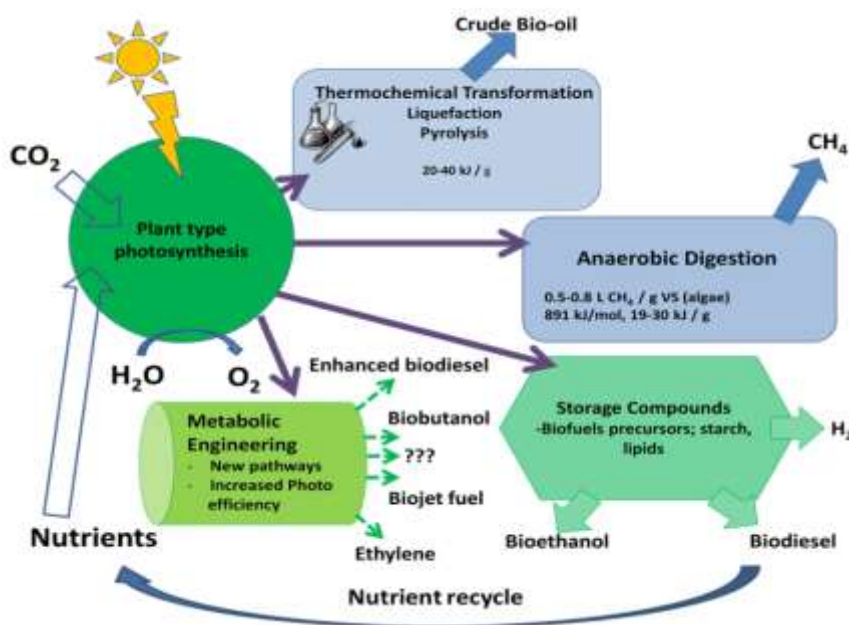 Crude Bio-oil
Thermochemical Transformation
Liquefaction
Pyrolysis
20-40 kJ / g
CH₄
CO₂
Plant type
photosynthesis
Anaerobic Digestion
0.5-0.8 L CH₄ / g VS (algae)
891 kJ/mol, 19-30 kJ / g
H₂O
O₂
Enhanced biodiesel
Metabolic
Engineering
- New pathways
- Increased Photo
efficiency
Biobutanol
???
Biojet fuel
Ethylene
Storage Compounds
-Biofuels precursors; starch,
lipids
H₂
Bioethanol
Biodiesel
Nutrients
Nutrient recycle